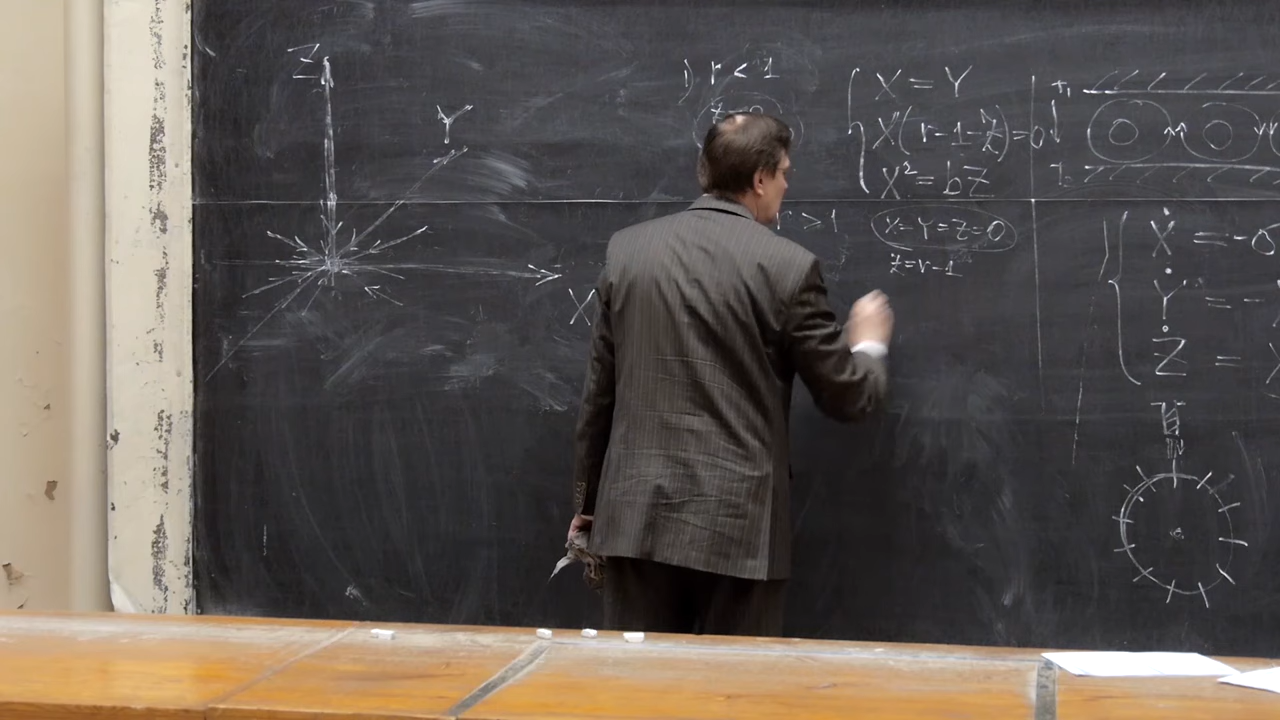 Z
Y
X
1) r < 1
X = Y
X(r-1-Z)=0
X² = bZ
r > 1
X=Y=Z=0
Z=r-1
Ẋ = -σ
Ẏ = -
Ż = X